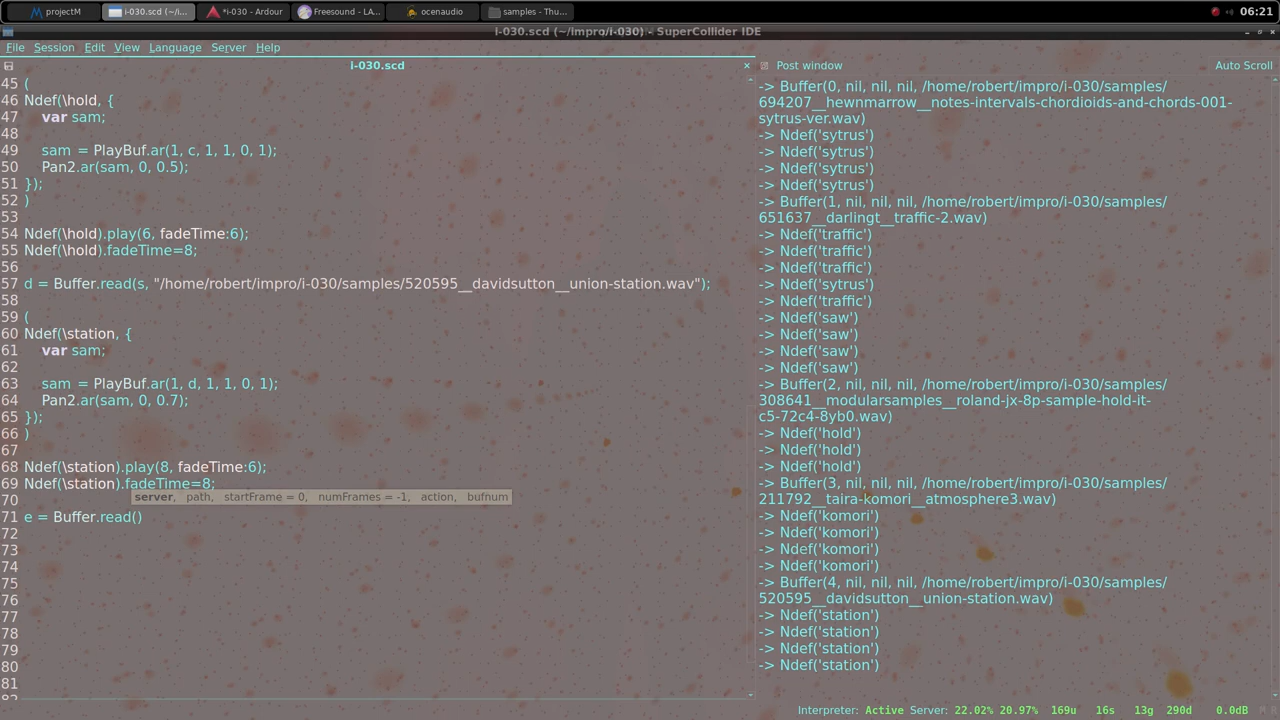 projectM
i-030.scd (~/i...
*i-030 - Ardour
Freesound - LA...
ocenaudio
samples - Thu...
06:21
i-030.scd (~/impro/i-030) - SuperCollider IDE
File Session Edit View Language Server Help
i-030.scd
Post window
Auto Scroll
45 (
46 Ndef(\hold, {
47 var sam;
48
49 sam = PlayBuf.ar(1, c, 1, 1, 0, 1);
50 Pan2.ar(sam, 0, 0.5);
51 });
52 )
53
54 Ndef(\hold).play(6, fadeTime:6);
55 Ndef(\hold).fadeTime=8;
56
57 d = Buffer.read(s, "/home/robert/impro/i-030/samples/520595__davidsutton__union-station.wav");
58
59 (
60 Ndef(\station, {
61 var sam;
62
63 sam = PlayBuf.ar(1, d, 1, 1, 0, 1);
64 Pan2.ar(sam, 0, 0.7);
65 });
66 )
67
68 Ndef(\station).play(8, fadeTime:6);
69 Ndef(\station).fadeTime=8;
70 server, path, startFrame = 0, numFrames = -1, action, bufnum
71 e = Buffer.read()
72
73
74
75
76
77
78
79
80
81
82
-> Buffer(0, nil, nil, nil, /home/robert/impro/i-030/samples/
694207__hewnmarrow__notes-intervals-chordioids-and-chords-001-
sytrus-ver.wav)
-> Ndef('sytrus')
-> Ndef('sytrus')
-> Ndef('sytrus')
-> Ndef('sytrus')
-> Buffer(1, nil, nil, nil, /home/robert/impro/i-030/samples/
651637__darlingt__traffic-2.wav)
-> Ndef('traffic')
-> Ndef('traffic')
-> Ndef('traffic')
-> Ndef('sytrus')
-> Ndef('traffic')
-> Ndef('saw')
-> Ndef('saw')
-> Ndef('saw')
-> Ndef('saw')
-> Buffer(2, nil, nil, nil, /home/robert/impro/i-030/samples/
308641__modularsamples__roland-jx-8p-sample-hold-it-
c5-72c4-8yb0.wav)
-> Ndef('hold')
-> Ndef('hold')
-> Ndef('hold')
-> Buffer(3, nil, nil, nil, /home/robert/impro/i-030/samples/
211792__taira-komori__atmosphere3.wav)
-> Ndef('komori')
-> Ndef('komori')
-> Ndef('komori')
-> Ndef('komori')
-> Buffer(4, nil, nil, nil, /home/robert/impro/i-030/samples/
520595__davidsutton__union-station.wav)
-> Ndef('station')
-> Ndef('station')
-> Ndef('station')
-> Ndef('station')
Interpreter: Active Server: 22.02% 20.97% 169u 16s 13g 290d 0.0dB